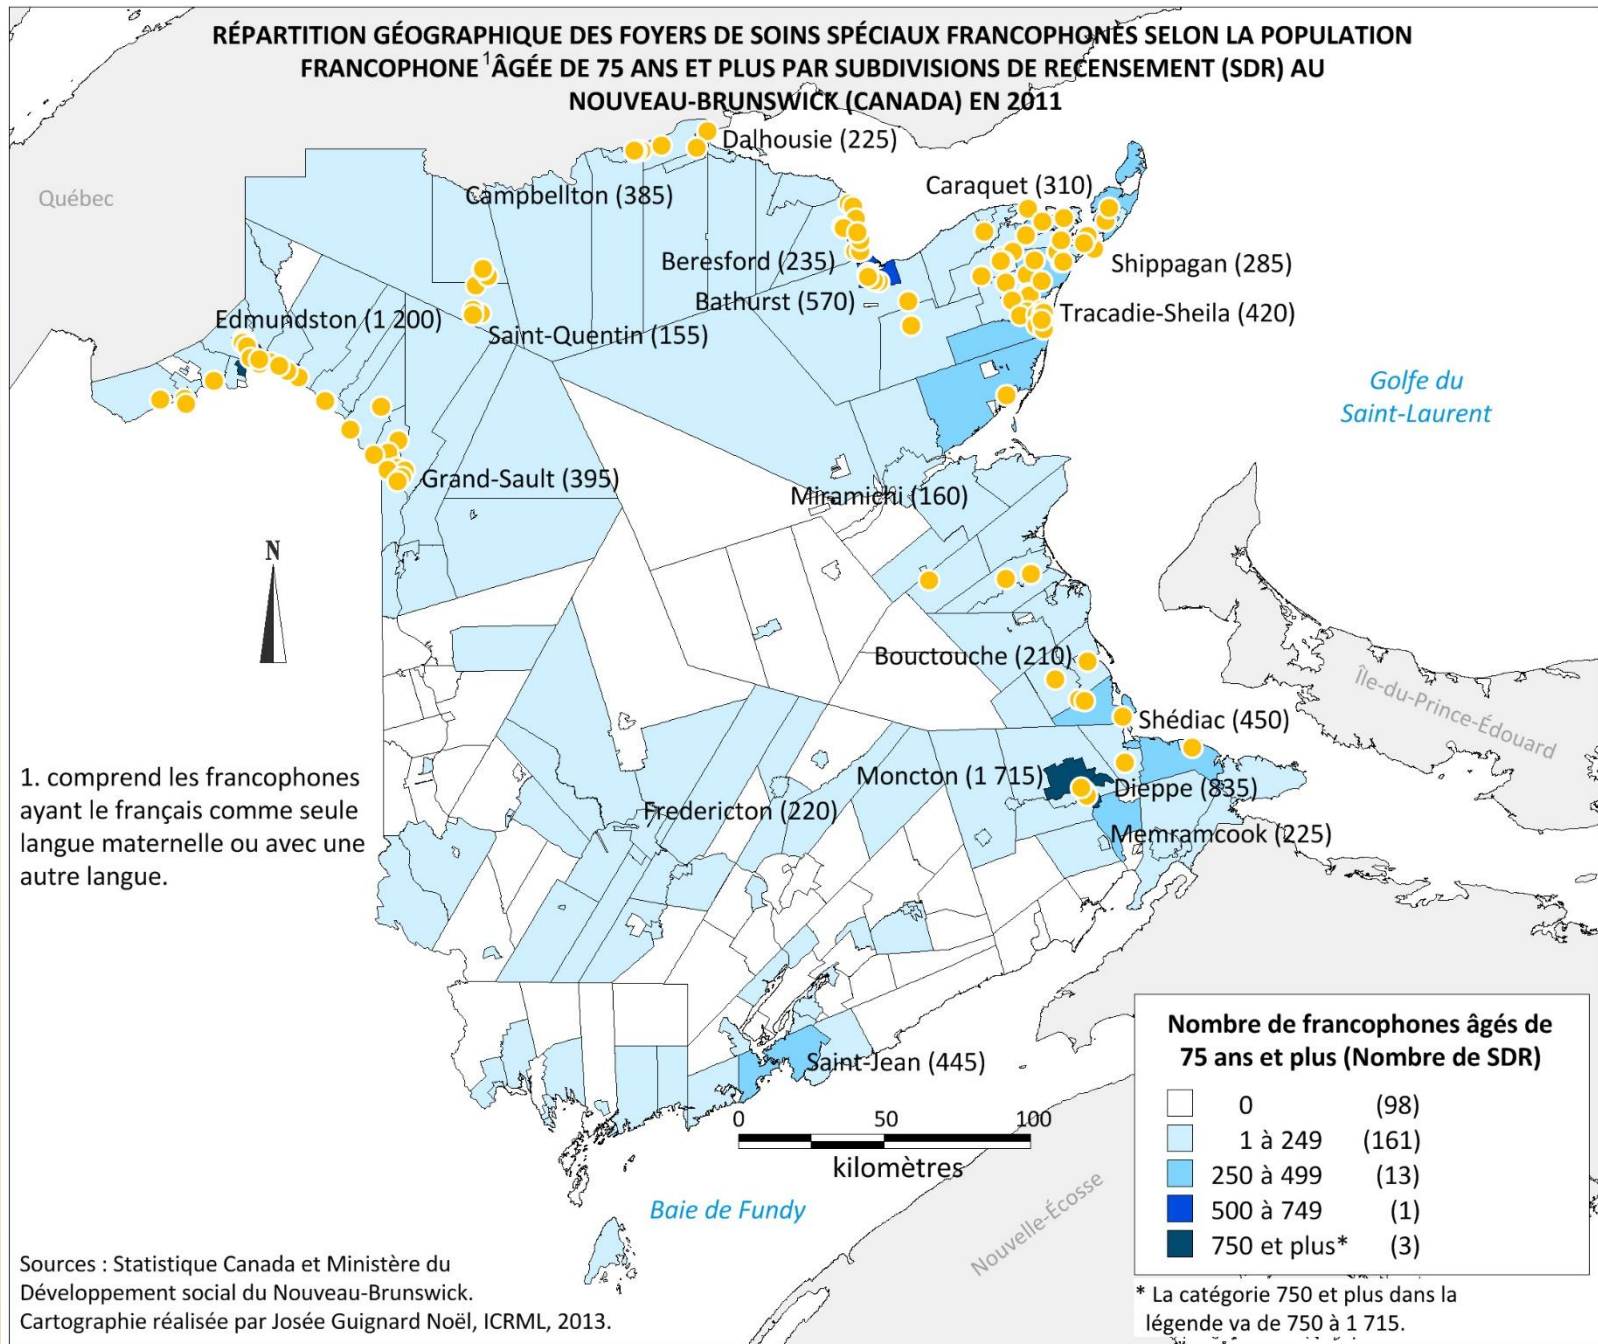 RÉPARTITION GÉOGRAPHIQUE DES FOYERS DE SOINS SPÉCIAUX FRANCOPHONES SELON LA POPULATION
FRANCOPHONE¹ ÂGÉE DE 75 ANS ET PLUS PAR SUBDIVISIONS DE RECENSEMENT (SDR) AU
NOUVEAU-BRUNSWICK (CANADA) EN 2011
Dalhousie (225)
Québec
Campbellton (385)
Caraquet (310)
Beresford (235)
Shippagan (285)
Bathurst (570)
Tracadie-Sheila (420)
Edmundston (1 200)
Saint-Quentin (155)
Golfe du
Saint-Laurent
Grand-Sault (395)
Miramichi (160)
N
Bouctouche (210)
Île-du-Prince-Édouard
Shédiac (450)
Moncton (1 715)
Dieppe (835)
Fredericton (220)
Memramcook (225)
1. comprend les francophones
ayant le français comme seule
langue maternelle ou avec une
autre langue.
Saint-Jean (445)
0 50 100
kilomètres
Baie de Fundy
Nouvelle-Écosse
Nombre de francophones âgés de
75 ans et plus (Nombre de SDR)
0 (98)
1 à 249 (161)
250 à 499 (13)
500 à 749 (1)
750 et plus* (3)
* La catégorie 750 et plus dans la
légende va de 750 à 1 715.
Sources : Statistique Canada et Ministère du
Développement social du Nouveau-Brunswick.
Cartographie réalisée par Josée Guignard Noël, ICRML, 2013.